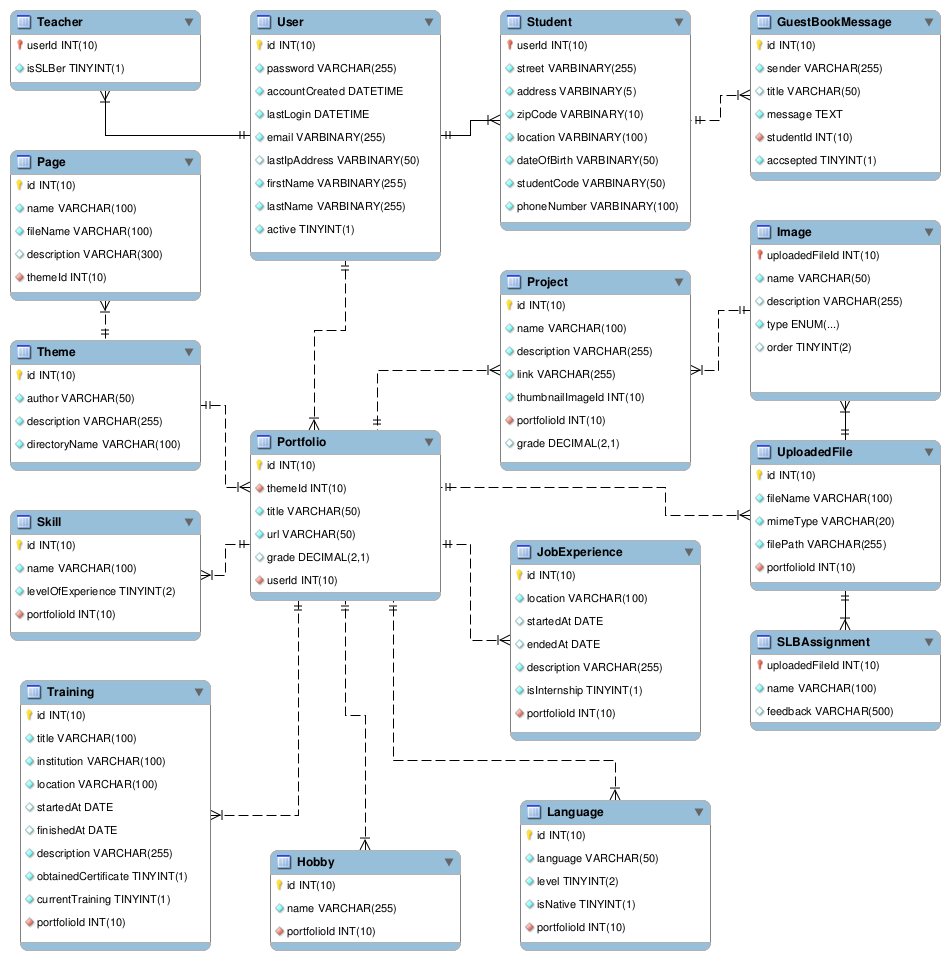 Teacher
userId INT(10)
isSLBer TINYINT(1)
User
id INT(10)
password VARCHAR(255)
accountCreated DATETIME
lastLogin DATETIME
email VARBINARY(255)
lastIpAddress VARBINARY(50)
firstName VARBINARY(255)
lastName VARBINARY(255)
active TINYINT(1)
Student
userId INT(10)
street VARBINARY(255)
address VARBINARY(5)
zipCode VARBINARY(10)
location VARBINARY(100)
dateOfBirth VARBINARY(50)
studentCode VARBINARY(50)
phoneNumber VARBINARY(100)
GuestBookMessage
id INT(10)
sender VARCHAR(255)
title VARCHAR(50)
message TEXT
studentId INT(10)
accsepted TINYINT(1)
Page
id INT(10)
name VARCHAR(100)
fileName VARCHAR(100)
description VARCHAR(300)
themeId INT(10)
Image
uploadedFileId INT(10)
name VARCHAR(50)
description VARCHAR(255)
type ENUM(...)
order TINYINT(2)
Project
id INT(10)
name VARCHAR(100)
description VARCHAR(255)
link VARCHAR(255)
thumbnailImageId INT(10)
portfolioId INT(10)
grade DECIMAL(2,1)
Theme
id INT(10)
author VARCHAR(50)
description VARCHAR(255)
directoryName VARCHAR(100)
Portfolio
id INT(10)
themeId INT(10)
title VARCHAR(50)
url VARCHAR(50)
grade DECIMAL(2,1)
userId INT(10)
UploadedFile
id INT(10)
fileName VARCHAR(100)
mimeType VARCHAR(20)
filePath VARCHAR(255)
portfolioId INT(10)
Skill
id INT(10)
name VARCHAR(100)
levelOfExperience TINYINT(2)
portfolioId INT(10)
JobExperience
id INT(10)
location VARCHAR(100)
startedAt DATE
endedAt DATE
description VARCHAR(255)
isInternship TINYINT(1)
portfolioId INT(10)
SLBAssignment
uploadedFileId INT(10)
name VARCHAR(100)
feedback VARCHAR(500)
Training
id INT(10)
title VARCHAR(100)
institution VARCHAR(100)
location VARCHAR(100)
startedAt DATE
finishedAt DATE
description VARCHAR(255)
obtainedCertificate TINYINT(1)
currentTraining TINYINT(1)
portfolioId INT(10)
Hobby
id INT(10)
name VARCHAR(255)
portfolioId INT(10)
Language
id INT(10)
language VARCHAR(50)
level TINYINT(2)
isNative TINYINT(1)
portfolioId INT(10)